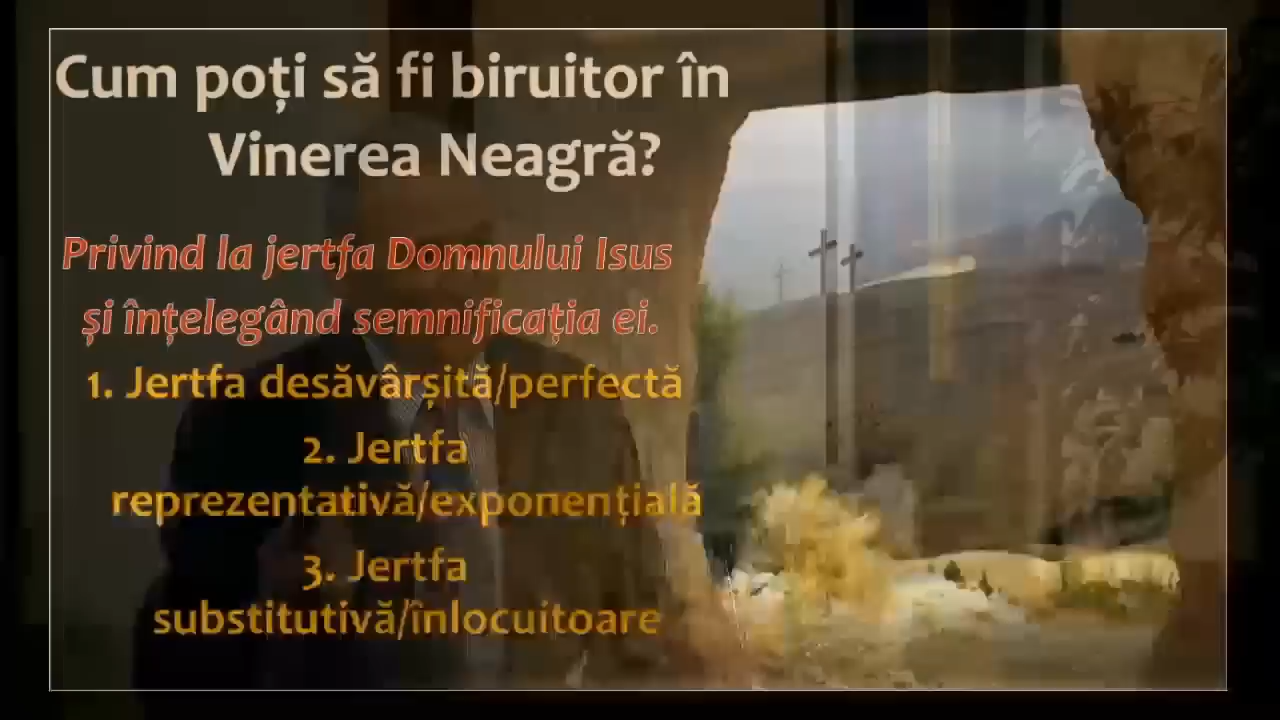 Cum poți să fi biruitor în
Vinerea Neagră?
Privind la jertfa Domnului Isus
și înțelegând semnificația ei.
1. Jertfa desăvârșită/perfectă
2. Jertfa
reprezentativă/exponențială
3. Jertfa
substitutivă/înlocuitoare